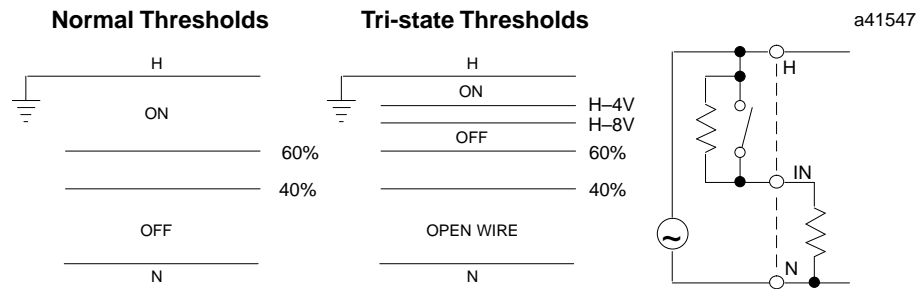 Normal Thresholds
Tri-state Thresholds
a41547
H
ON
60%
40%
OFF
N
H
ON
H–4V
H–8V
OFF
60%
40%
OPEN WIRE
N
H
IN
~
N